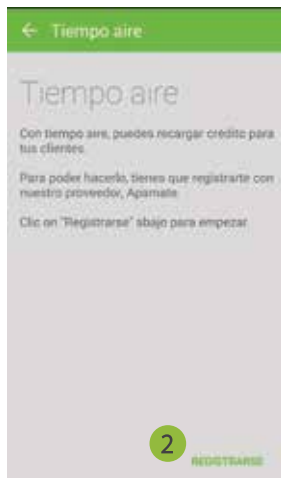 Tiempo aire
Tiempo aire
Con tiempo aire, puedes recargar crédito para
tus clientes.
Para poder hacerlo, tienes que registrarte con
nuestro proveedor, Apamate.
Clic on "Registrarse" abajo para empezar
2
REGISTRARSE